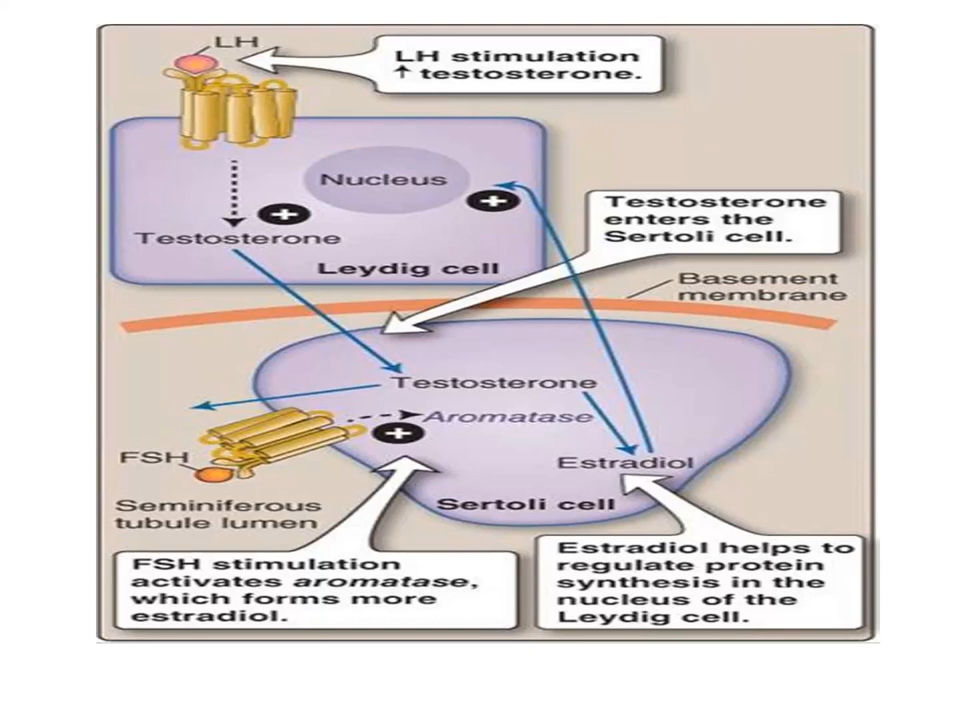 LH
LH stimulation
↑ testosterone.
Nucleus
+
+
Testosterone
Leydig cell
Testosterone
enters the
Sertoli cell.
Basement
membrane
Testosterone
Aromatase
+
FSH
Estradiol
Sertoli cell
Seminiferous
tubule lumen
FSH stimulation
activates aromatase,
which forms more
estradiol.
Estradiol helps to
regulate protein
synthesis in the
nucleus of the
Leydig cell.